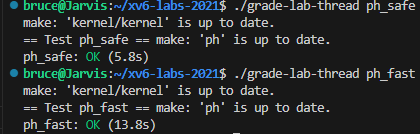 bruce@Jarvis:~/xv6-labs-2021$ ./grade-lab-thread ph_safe
make: 'kernel/kernel' is up to date.
== Test ph_safe == make: 'ph' is up to date.
ph_safe: OK (5.8s)
bruce@Jarvis:~/xv6-labs-2021$ ./grade-lab-thread ph_fast
make: 'kernel/kernel' is up to date.
== Test ph_fast == make: 'ph' is up to date.
ph_fast: OK (13.8s)